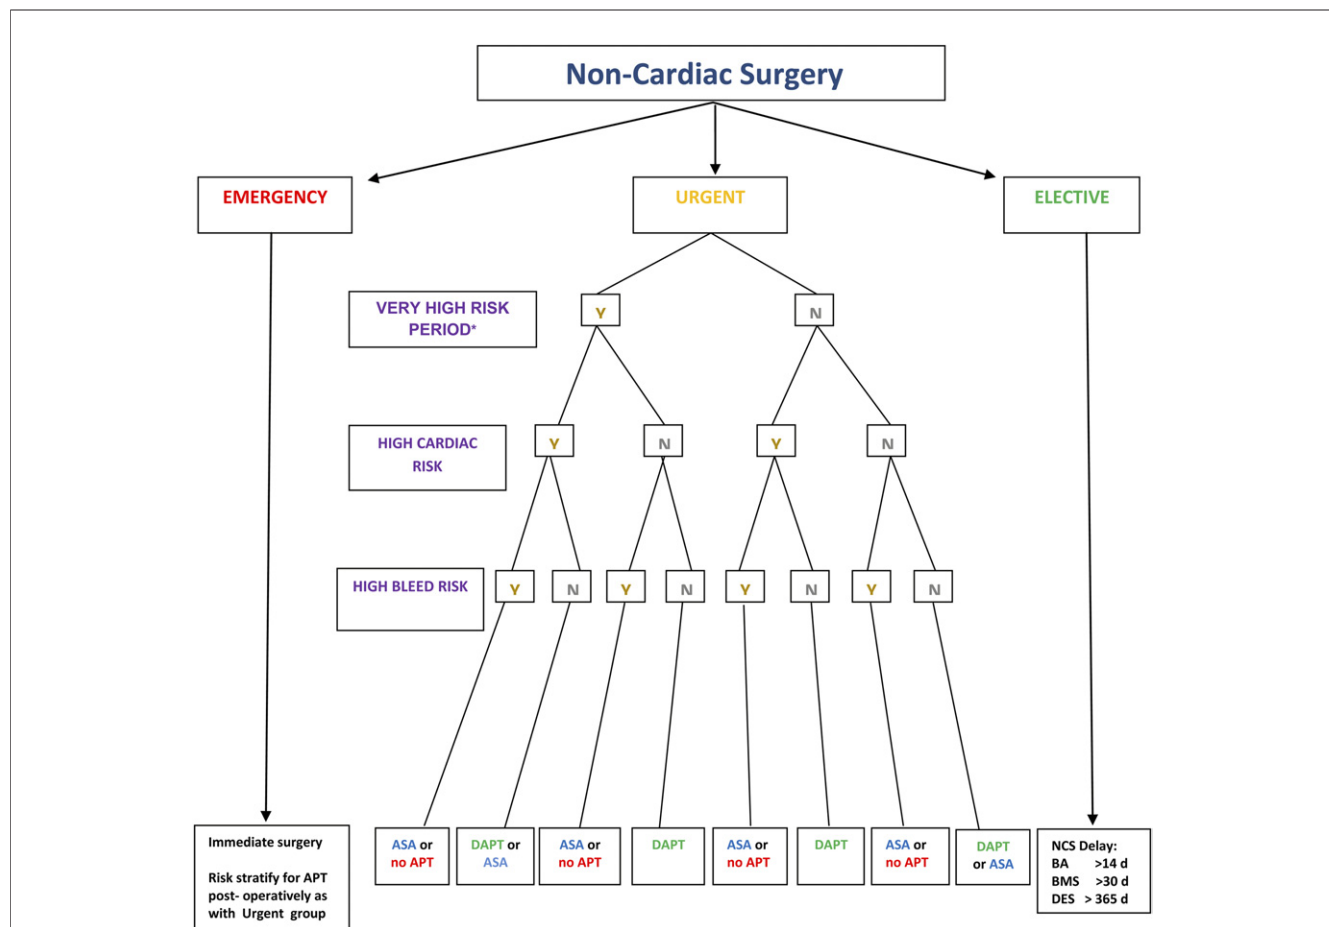 Non-Cardiac Surgery
EMERGENCY
URGENT
ELECTIVE
VERY HIGH RISK
PERIOD*
Y
N
HIGH CARDIAC
RISK
Y
N
Y
N
HIGH BLEED RISK
Y
N
Y
N
Y
N
Y
N
Immediate surgery
Risk stratify for APT
post- operatively as
with Urgent group
ASA or
no APT
DAPT or
ASA
ASA or
no APT
DAPT
ASA or
no APT
DAPT
ASA or
no APT
DAPT
or ASA
NCS Delay:
BA >14 d
BMS >30 d
DES > 365 d